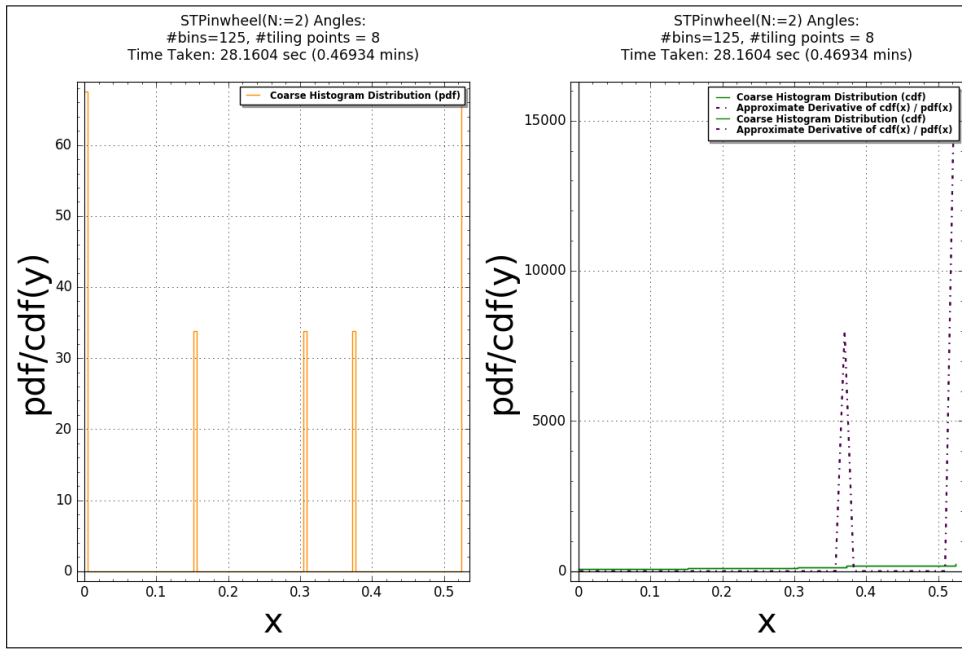 STPinwheel(N:=2) Angles:
#bins=125, #tiling points = 8
Time Taken: 28.1604 sec (0.46934 mins)
Coarse Histogram Distribution (pdf)
pdf/cdf(y)
60
50
40
30
20
10
0
0
0.1
0.2
0.3
0.4
0.5
x
STPinwheel(N:=2) Angles:
#bins=125, #tiling points = 8
Time Taken: 28.1604 sec (0.46934 mins)
Coarse Histogram Distribution (cdf)
Approximate Derivative of cdf(x) / pdf(x)
Coarse Histogram Distribution (cdf)
Approximate Derivative of cdf(x) / pdf(x)
pdf/cdf(y)
15000
10000
5000
0
0
0.1
0.2
0.3
0.4
0.5
x